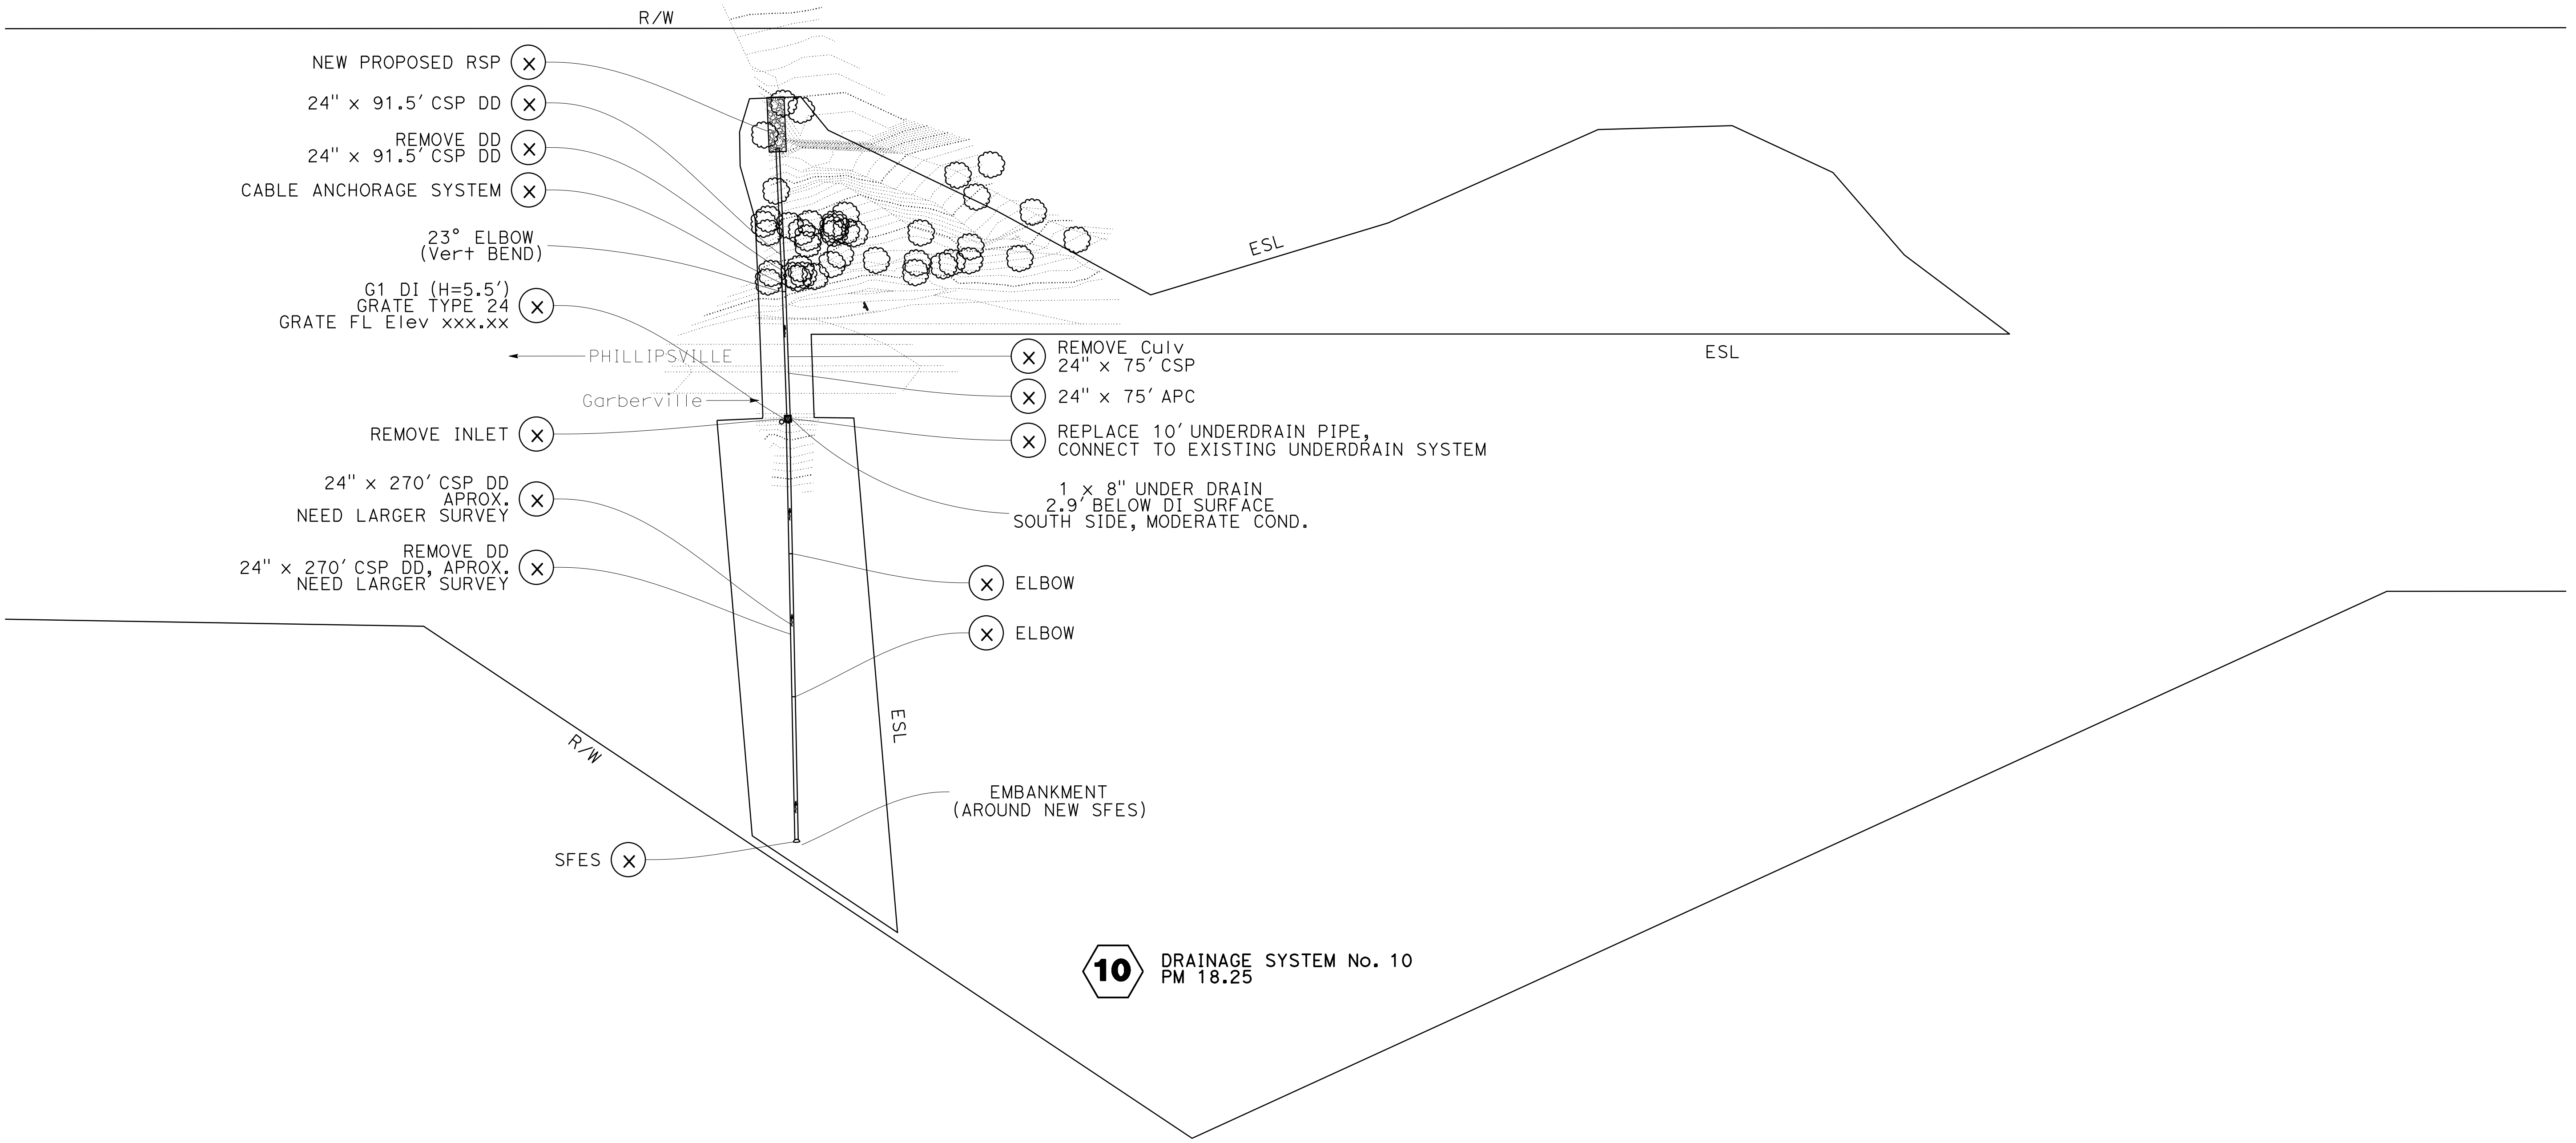 R/W
NEW PROPOSED RSP X
24" x 91.5' CSP DD X
REMOVE DD
24" x 91.5' CSP DD X
CABLE ANCHORAGE SYSTEM X
23° ELBOW
(Vert BEND)
G1 DI (H=5.5')
GRATE TYPE 24 X
GRATE FL Elev xxx.xx
PHILLIPSVILLE
Garberville
REMOVE INLET X
24" x 270' CSP DD
APROX. X
NEED LARGER SURVEY
REMOVE DD
24" x 270' CSP DD, APROX. X
NEED LARGER SURVEY
SFES X
R/W
ESL
ESL
X REMOVE Culv
24" x 75' CSP
X 24" x 75' APC
X REPLACE 10' UNDERDRAIN PIPE,
CONNECT TO EXISTING UNDERDRAIN SYSTEM
1 x 8" UNDER DRAIN
2.9' BELOW DI SURFACE
SOUTH SIDE, MODERATE COND.
X ELBOW
X ELBOW
ESL
EMBANKMENT
(AROUND NEW SFES)
10 DRAINAGE SYSTEM No. 10
PM 18.25